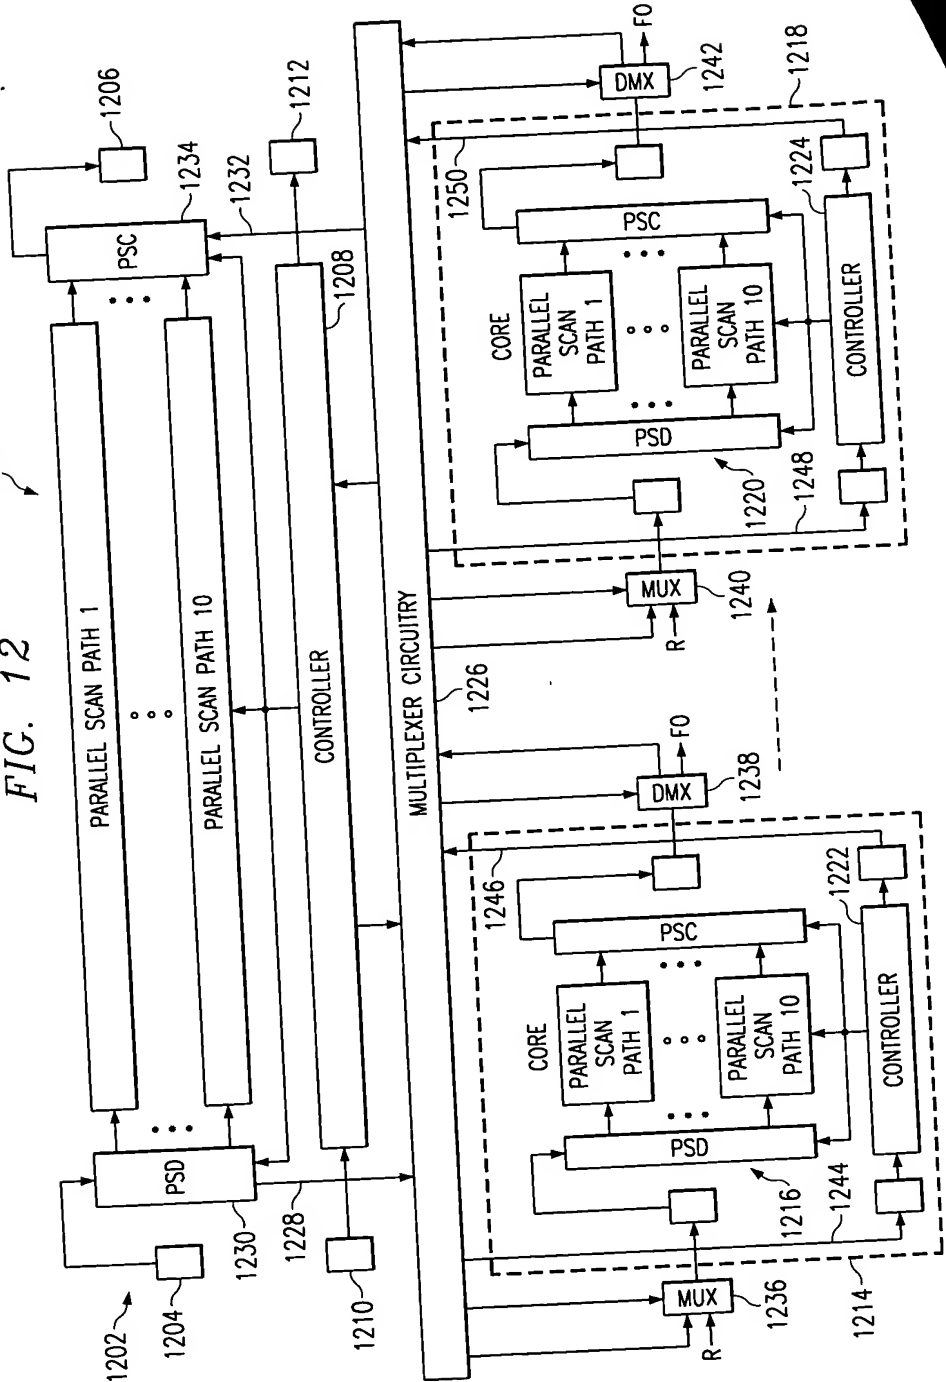 FIG. 12
1202
1204
1206
PSD
1230
1228
PARALLEL SCAN PATH 1
PARALLEL SCAN PATH 10
PSC
1234
1232
1210
CONTROLLER
1208
1212
MULTIPLEXER CIRCUITRY
1226
R
MUX
1236
1214
1244
1216
PSD
CORE
PARALLEL
SCAN
PATH 1
PARALLEL
SCAN
PATH 10
PSC
CONTROLLER
1222
1246
DMX
FO
1238
R
MUX
1240
1248
1220
PSD
CORE
PARALLEL
SCAN
PATH 1
PARALLEL
SCAN
PATH 10
PSC
CONTROLLER
1224
1250
1218
DMX
FO
1242